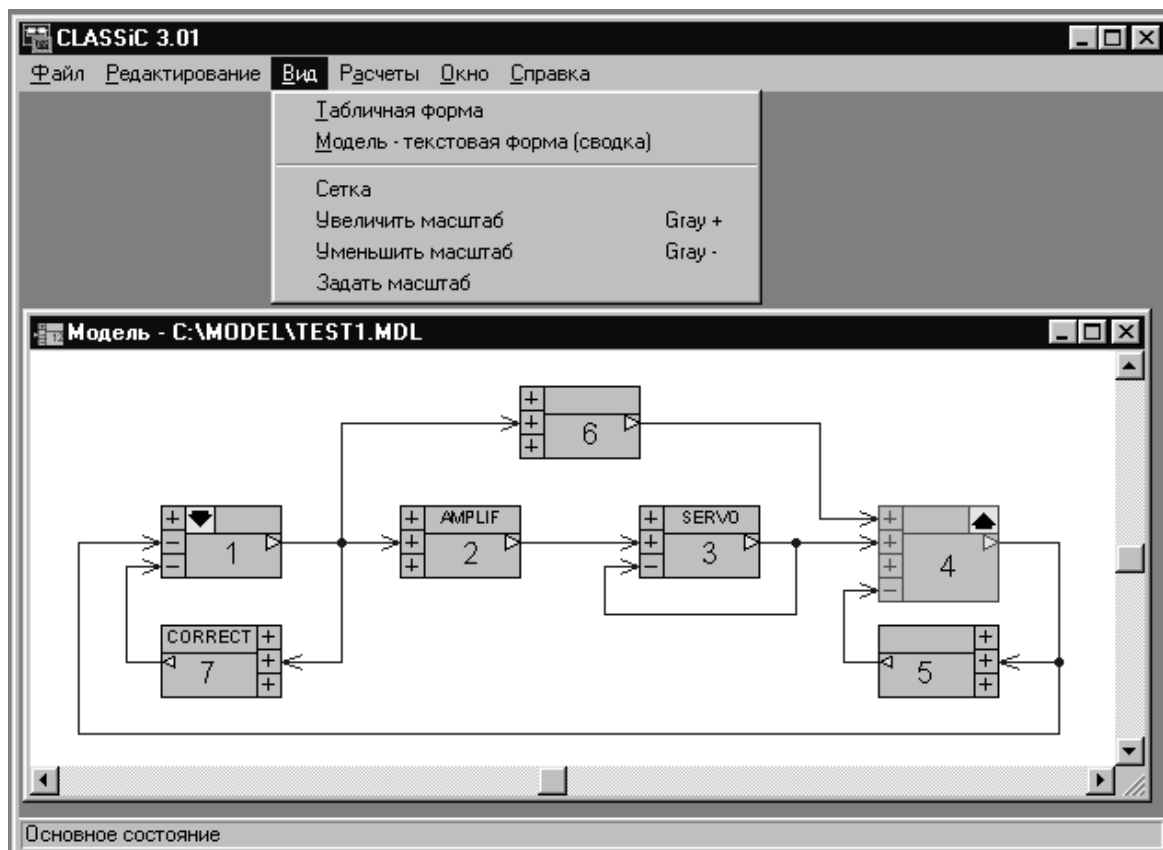 CLASSiC 3.01
Файл Редактирование Вид Расчеты Окно Справка
Табличная форма
Модель - текстовая форма (сводка)
Сетка
Увеличить масштаб Gray +
Уменьшить масштаб Gray -
Задать масштаб
Модель - C:\MODEL\TEST1.MDL
+
+ 6
+
+ + AMPLIF + SERVO +
− 1 + 2 + 3 + 4
− + − +
−
CORRECT + +
7 + 5 +
+ +
Основное состояние